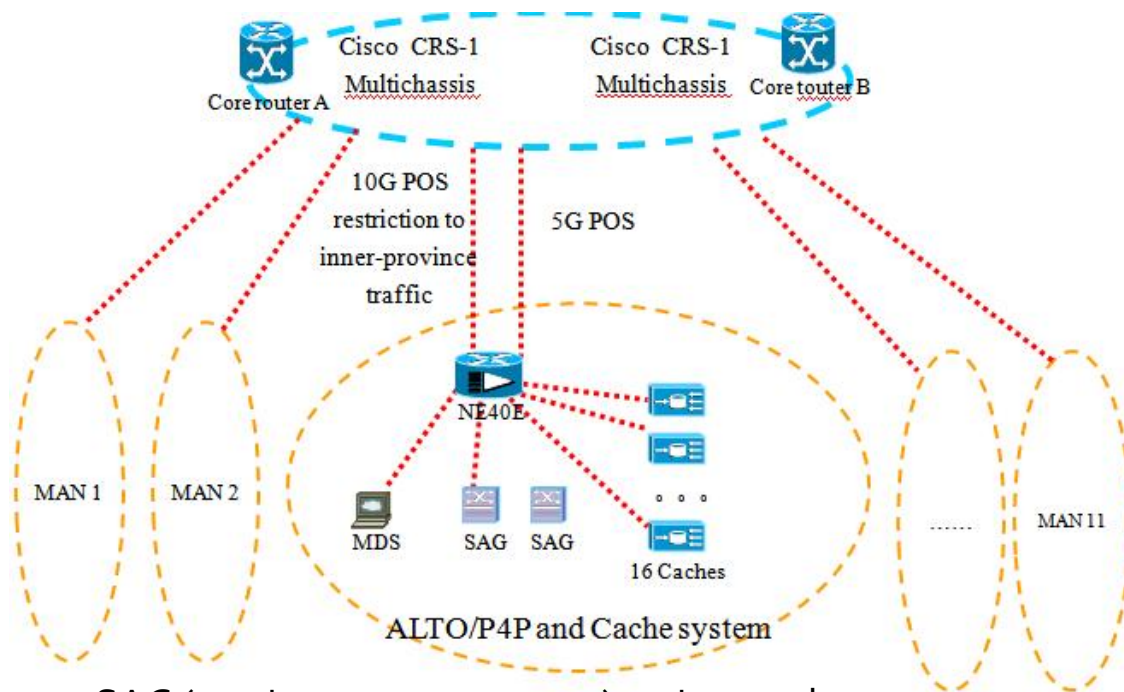 Cisco CRS-1
Multichassis
Cisco CRS-1
Multichassis
Core router A
Core touter B
10G POS
restriction to
inner-province
traffic
5G POS
NE40E
MAN 1
MAN 2
MDS
SAG
SAG
16 Caches
......
MAN 11
ALTO/P4P and Cache system